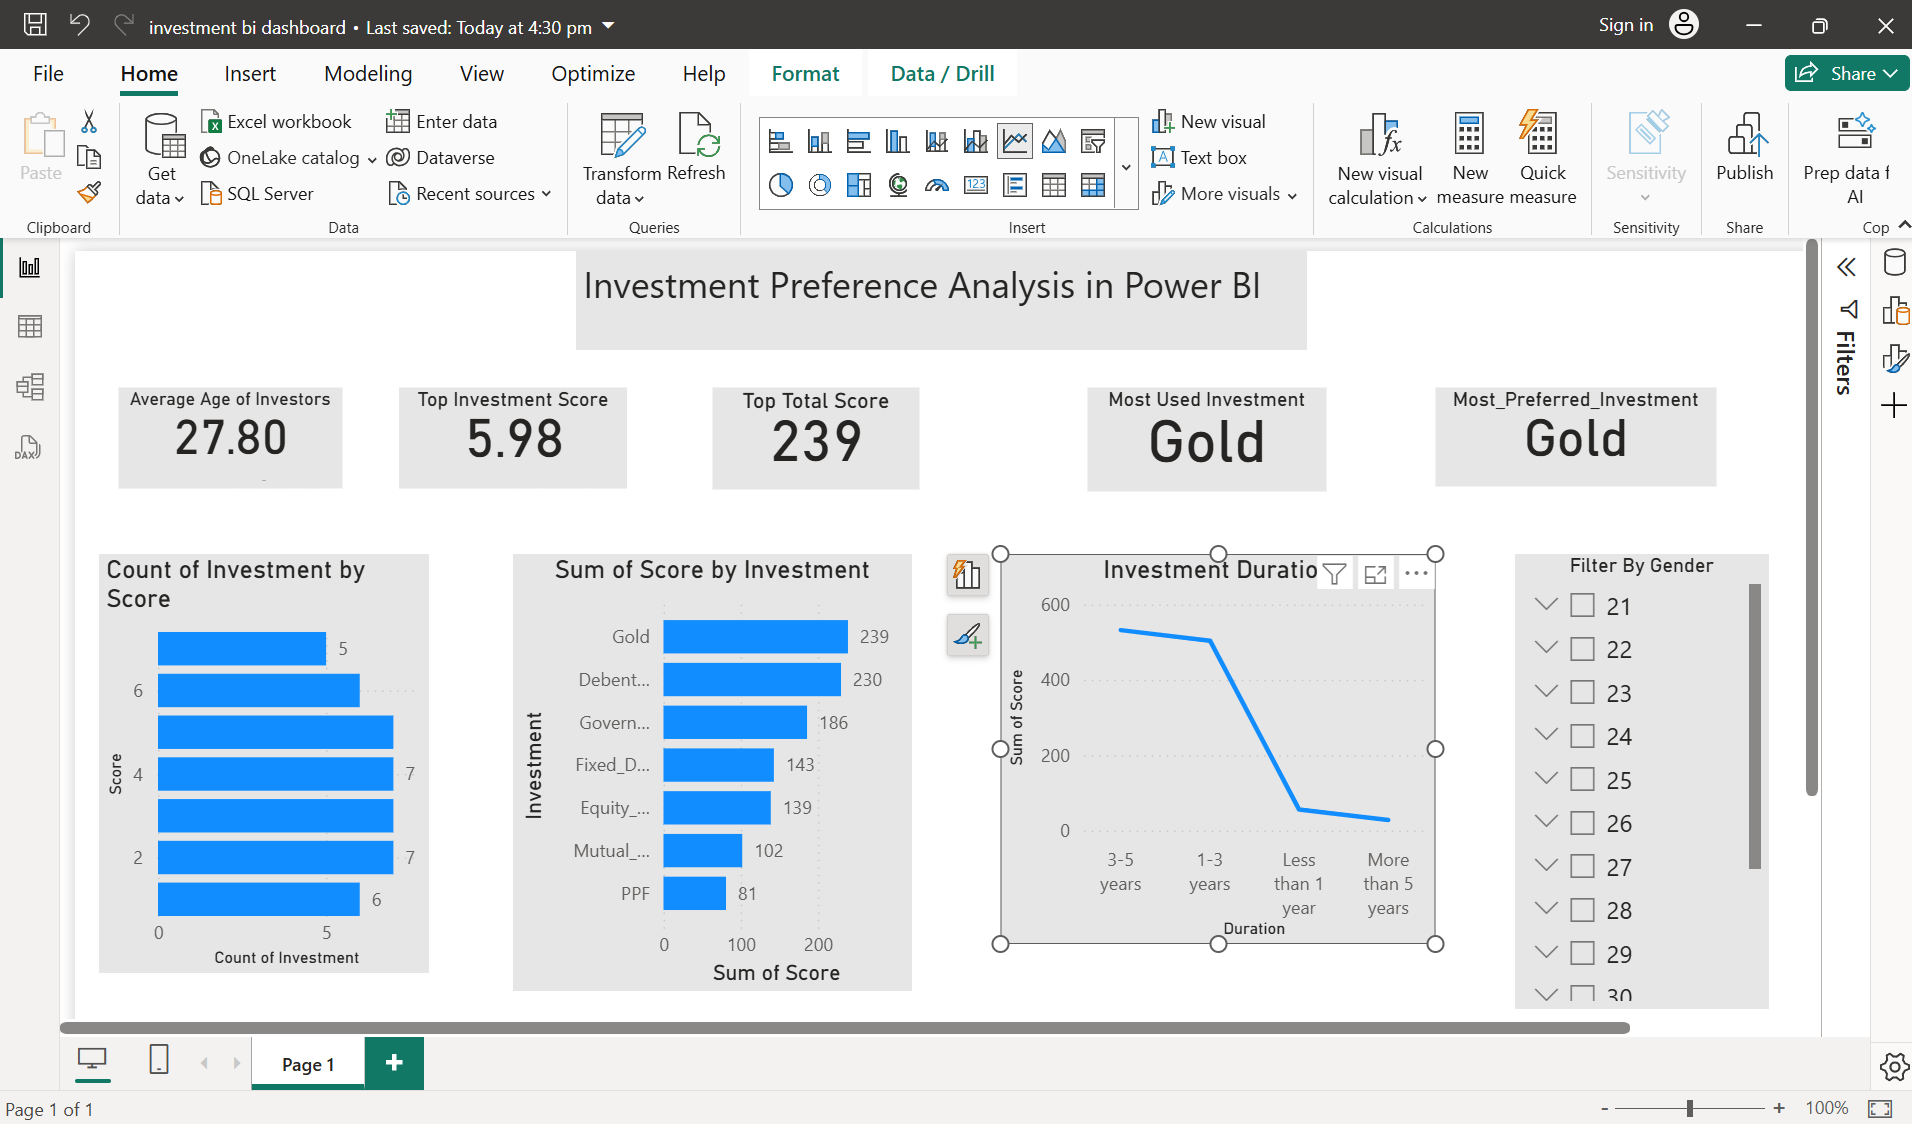 investment bi dashboard • Last saved: Today at 4:30 pm
Sign in
File Home Insert Modeling View Optimize Help Format Data / Drill
Share
Paste
Clipboard
Get data
Excel workbook
OneLake catalog
SQL Server
Enter data
Dataverse
Recent sources
Data
Transform data
Refresh
Queries
123
New visual
A Text box
More visuals
Insert
New visual calculation
New measure
Quick measure
Calculations
Sensitivity
Sensitivity
Publish
Share
Prep data f
AI
Cop
DAX
Filters
Investment Preference Analysis in Power BI
Average Age of Investors
27.80
Top Investment Score
5.98
Top Total Score
239
Most Used Investment
Gold
Most_Preferred_Investment
Gold
Count of Investment by
Score
5
6
4 7
2 7
6
0 5
Score
Count of Investment
Sum of Score by Investment
Gold 239
Debent... 230
Govern... 186
Fixed_D... 143
Equity_... 139
Mutual_... 102
PPF 81
0 100 200
Investment
Sum of Score
Investment Duratio
600
400
200
0
Sum of Score
3-5 years
1-3 years
Less than 1 year
More than 5 years
Duration
Filter By Gender
21
22
23
24
25
26
27
28
29
30
Page 1
+
Page 1 of 1
- + 100%